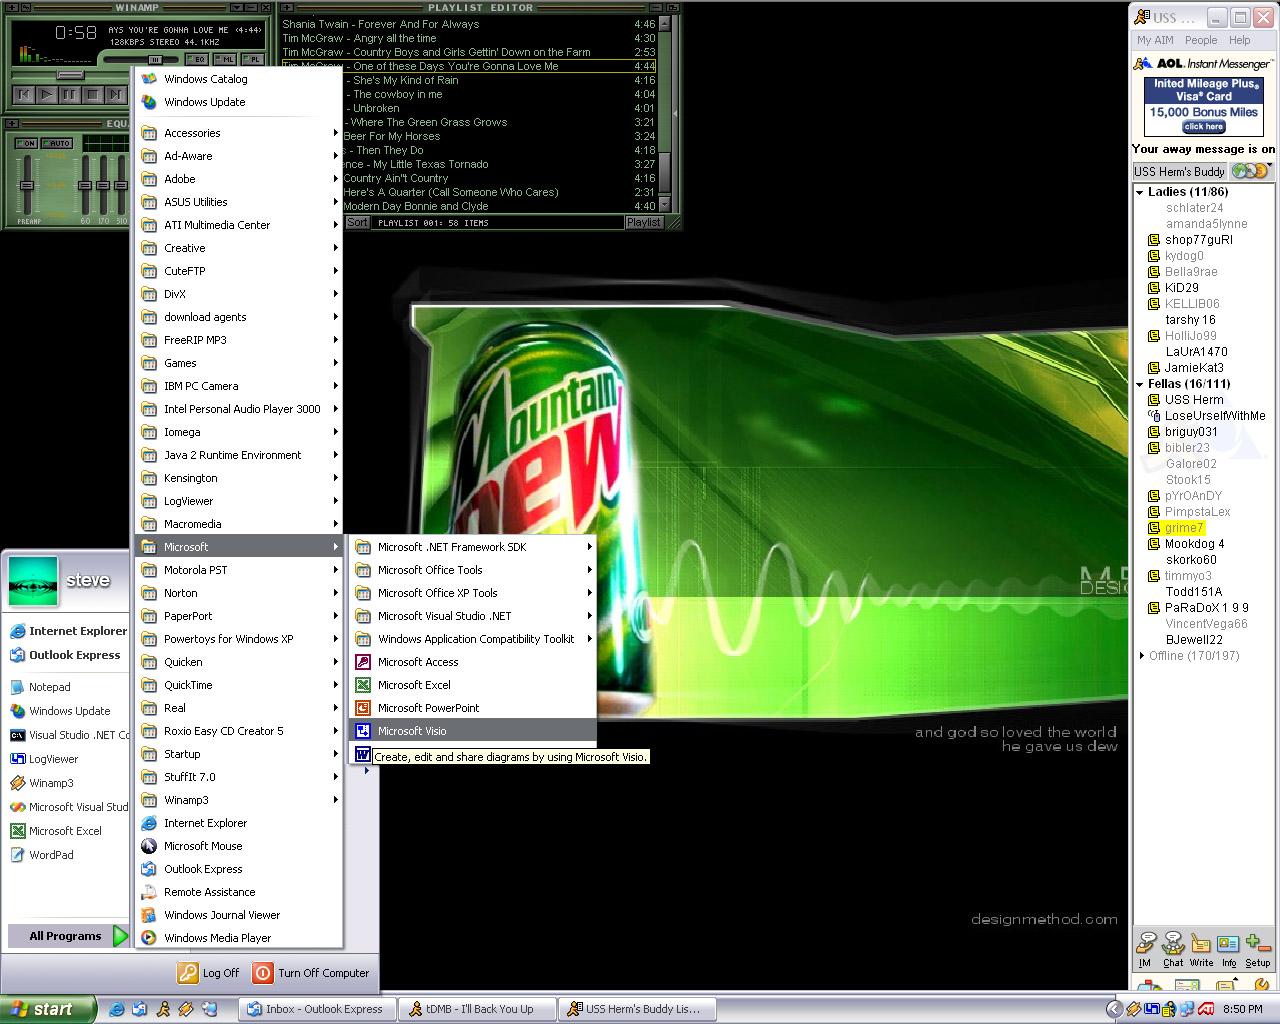 WINAMP
0:58
AYS YOU'RE GONNA LOVE ME <4:44>
128KBPS STEREO 44.1KHZ
EQ ML PL
EQU
ON AUTO
PREAMP 60 170 310
PLAYLIST EDITOR
Shania Twain - Forever And For Always 4:46
Tim McGraw - Angry all the time 4:30
Tim McGraw - Country Boys and Girls Gettin' Down on the Farm 2:53
Tim McGraw - One of these Days You're Gonna Love Me 4:44
- She's My Kind of Rain 4:16
- The cowboy in me 4:04
- Unbroken 4:01
- Where The Green Grass Grows 3:21
Beer For My Horses 3:24
s - Then They Do 4:18
ence - My Little Texas Tornado 3:27
Country Ain't Country 4:16
Here's A Quarter (Call Someone Who Cares) 2:31
Modern Day Bonnie and Clyde 4:40
Sort PLAYLIST 001: 58 ITEMS Playlist
Windows Catalog
Windows Update
Accessories
Ad-Aware
Adobe
ASUS Utilities
ATI Multimedia Center
Creative
CuteFTP
DivX
download agents
FreeRIP MP3
Games
IBM PC Camera
Intel Personal Audio Player 3000
Iomega
Java 2 Runtime Environment
Kensington
LogViewer
Macromedia
Microsoft
Motorola PST
Norton
PaperPort
Powertoys for Windows XP
Quicken
QuickTime
Real
Roxio Easy CD Creator 5
Startup
StuffIt 7.0
Winamp3
Internet Explorer
Microsoft Mouse
Outlook Express
Remote Assistance
Windows Journal Viewer
Windows Media Player
Microsoft .NET Framework SDK
Microsoft Office Tools
Microsoft Office XP Tools
Microsoft Visual Studio .NET
Windows Application Compatibility Toolkit
Microsoft Access
Microsoft Excel
Microsoft PowerPoint
Microsoft Visio
Create, edit and share diagrams by using Microsoft Visio.
steve
Internet Explorer
Outlook Express
Notepad
Windows Update
Visual Studio .NET Co
LogViewer
Winamp3
Microsoft Visual Stud
Microsoft Excel
WordPad
All Programs
Log Off Turn Off Computer
Mountain
Dew
DESIG
and god so loved the world
he gave us dew
designmethod.com
USS ...
My AIM People Help
AOL Instant Messenger
United Mileage Plus®
Visa® Card
15,000 Bonus Miles
click here
Your away message is on
USS Herm's Buddy
Ladies (11/86)
schlater24
amanda5lynne
shop77guRl
kydog0
Bella9rae
KiD29
KELLIB06
tarshy 16
HolliJo99
LaUrA1470
JamieKat3
Fellas (16/111)
USS Herm
LoseUrselfWithMe
briguy031
bibler23
Galore02
Stook15
pYrOAnDY
PimpstaLex
grime7
Mookdog 4
skorko60
timmyo3
Todd151A
PaRaDoX 1 9 9
VincentVega66
BJewell22
Offline (170/197)
IM Chat Write Info Setup
start
Inbox - Outlook Express
tDMB - I'll Back You Up
USS Herm's Buddy Lis...
8:50 PM